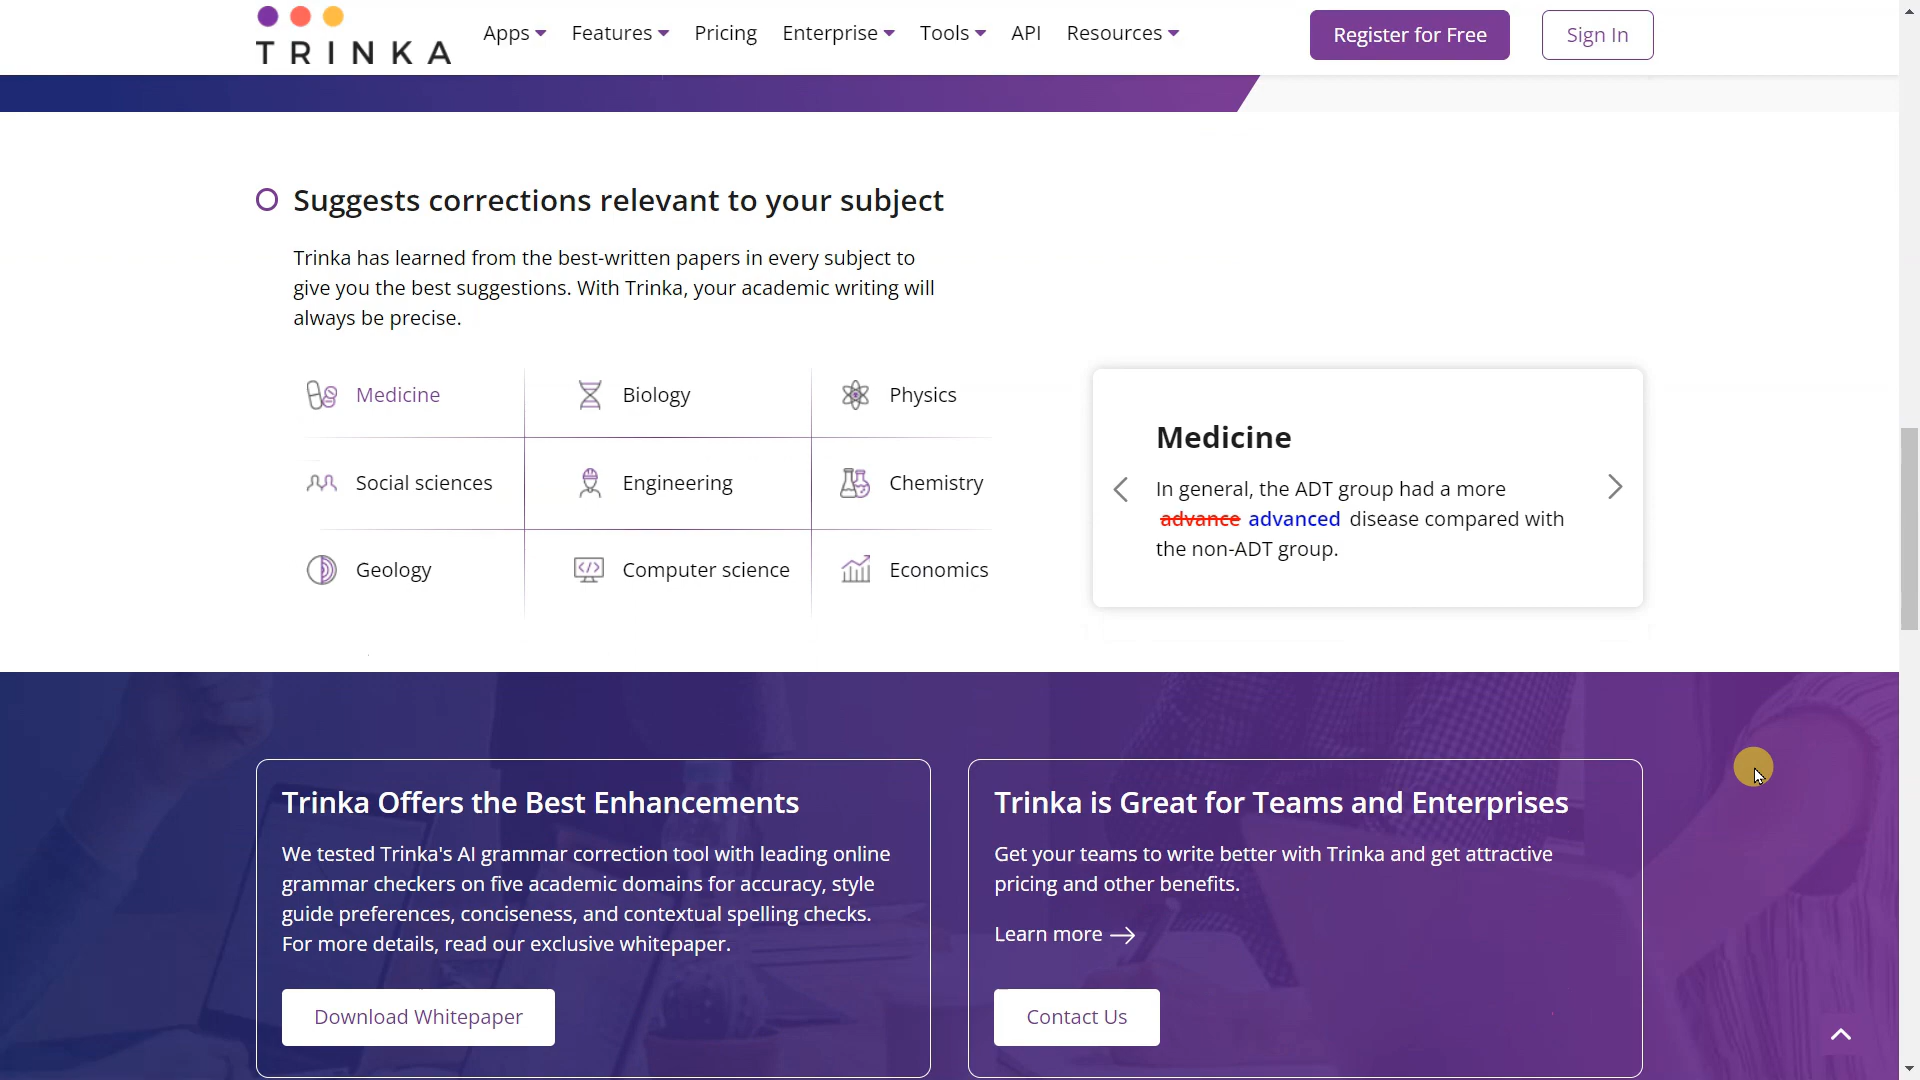 TRINKA
Apps Features Pricing Enterprise Tools API Resources Register for Free Sign In
Suggests corrections relevant to your subject
Trinka has learned from the best-written papers in every subject to
give you the best suggestions. With Trinka, your academic writing will
always be precise.
Medicine Biology Physics
Social sciences Engineering Chemistry
Geology Computer science Economics
Medicine
In general, the ADT group had a more
advance advanced disease compared with
the non-ADT group.
Trinka Offers the Best Enhancements
We tested Trinka's AI grammar correction tool with leading online
grammar checkers on five academic domains for accuracy, style
guide preferences, conciseness, and contextual spelling checks.
For more details, read our exclusive whitepaper.
Download Whitepaper
Trinka is Great for Teams and Enterprises
Get your teams to write better with Trinka and get attractive
pricing and other benefits.
Learn more
Contact Us